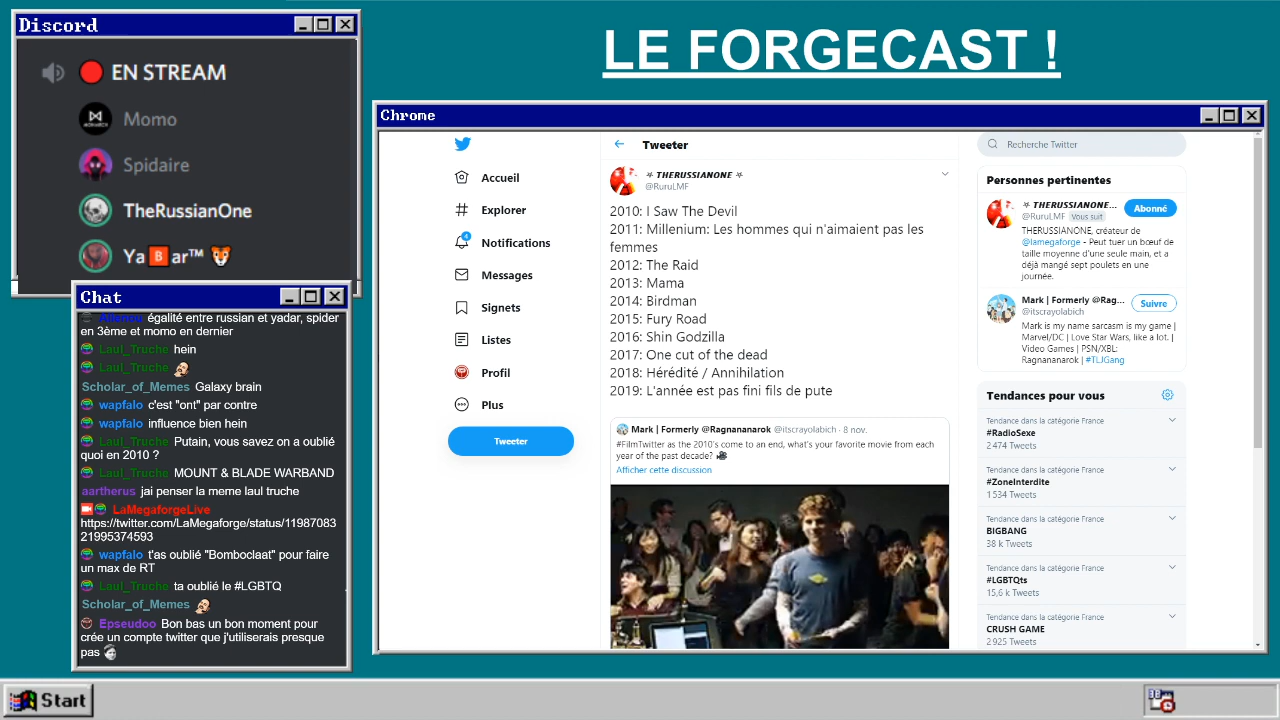 Discord
EN STREAM
Momo
Spidaire
TheRussianOne
Ya🅱ar™ 🐯
Chat
égalité entre russian et yadar, spider
en 3ème et momo en dernier
Laul_Truche hein
Laul_Truche
Scholar_of_Memes Galaxy brain
wapfalo c'est "ont" par contre
wapfalo influence bien hein
Laul_Truche Putain, vous savez on a oublié
quoi en 2010 ?
Laul_Truche MOUNT & BLADE WARBAND
aartherus jai penser la meme laul truche
LaMegaforgeLive
https://twitter.com/LaMegaforge/status/11987083
21995374593
wapfalo t'as oublié "Bomboclaat" pour faire
un max de RT
Laul_Truche ta oublié le #LGBTQ
Scholar_of_Memes
Epseudoo Bon bas un bon moment pour
crée un compte twitter que j'utiliserais presque
pas
LE FORGECAST !
Chrome
Accueil
Explorer
4
Notifications
Messages
Signets
Listes
Profil
Plus
Tweeter
Tweeter
THERUSSIANONE
@RuruLMF
2010: I Saw The Devil
2011: Millenium: Les hommes qui n'aimaient pas les
femmes
2012: The Raid
2013: Mama
2014: Birdman
2015: Fury Road
2016: Shin Godzilla
2017: One cut of the dead
2018: Hérédité / Annihilation
2019: L'année est pas fini fils de pute
Mark | Formerly @Ragnananarok @itscrayolabich · 8 nov.
#FilmTwitter as the 2010's come to an end, what's your favorite movie from each
year of the past decade? 🎥
Afficher cette discussion
Recherche Twitter
Personnes pertinentes
THERUSSIANONE...
@RuruLMF Vous suit
Abonné
THERUSSIANONE, créateur de
@lamegaforge - Peut tuer un bœuf de
taille moyenne d'une seule main, et a
déjà mangé sept poulets en une
journée.
Mark | Formerly @Rag...
@itscrayolabich
Suivre
Mark is my name sarcasm is my game |
Marvel/DC | Love Star Wars, like a lot. |
Video Games | PSN/XBL:
Ragnananarok | #TLJGang
Tendances pour vous
Tendance dans la catégorie France
#RadioSexe
2 474 Tweets
Tendance dans la catégorie France
#ZoneInterdite
1 534 Tweets
Tendance dans la catégorie France
BIGBANG
38 k Tweets
Tendance dans la catégorie France
#LGBTQts
15,6 k Tweets
Tendance dans la catégorie France
CRUSH GAME
2 925 Tweets
Start